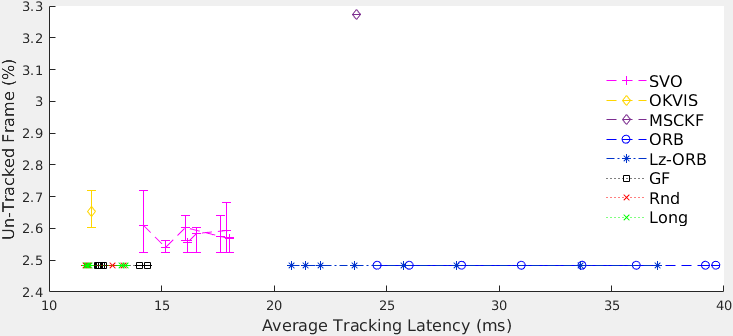 3.3
3.2
3.1
3
2.9
2.8
2.7
2.6
2.5
2.4
Un-Tracked Frame (%)
SVO
OKVIS
MSCKF
ORB
Lz-ORB
GF
Rnd
Long
10 15 20 25 30 35 40
Average Tracking Latency (ms)